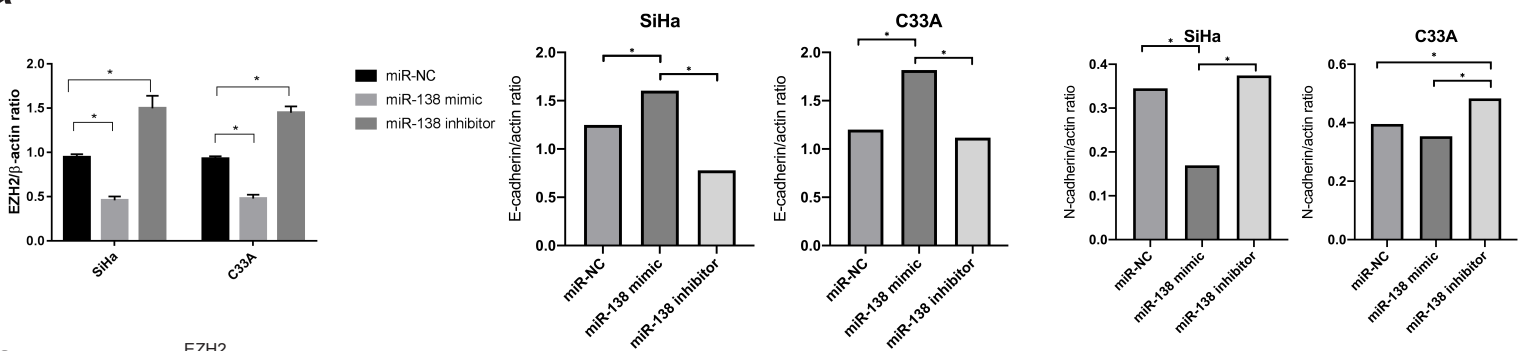 EZH2/β-actin ratio
2.0
1.5
1.0
0.5
0.0
*
*
*
*
SiHa
C33A
miR-NC
miR-138 mimic
miR-138 inhibitor
SiHa
E-cadherin/actin ratio
2.0
1.5
1.0
0.5
0.0
*
*
miR-NC
miR-138 mimic
miR-138 inhibitor
C33A
E-cadherin/actin ratio
2.0
1.5
1.0
0.5
0.0
*
*
miR-NC
miR-138 mimic
miR-138 inhibitor
SiHa
N-cadherin/actin ratio
0.4
0.3
0.2
0.1
0.0
*
*
miR-NC
miR-138 mimic
miR-138 inhibitor
C33A
N-cadherin/actin ratio
0.6
0.4
0.2
0.0
*
*
miR-NC
miR-138 mimic
miR-138 inhibitor
EZH2